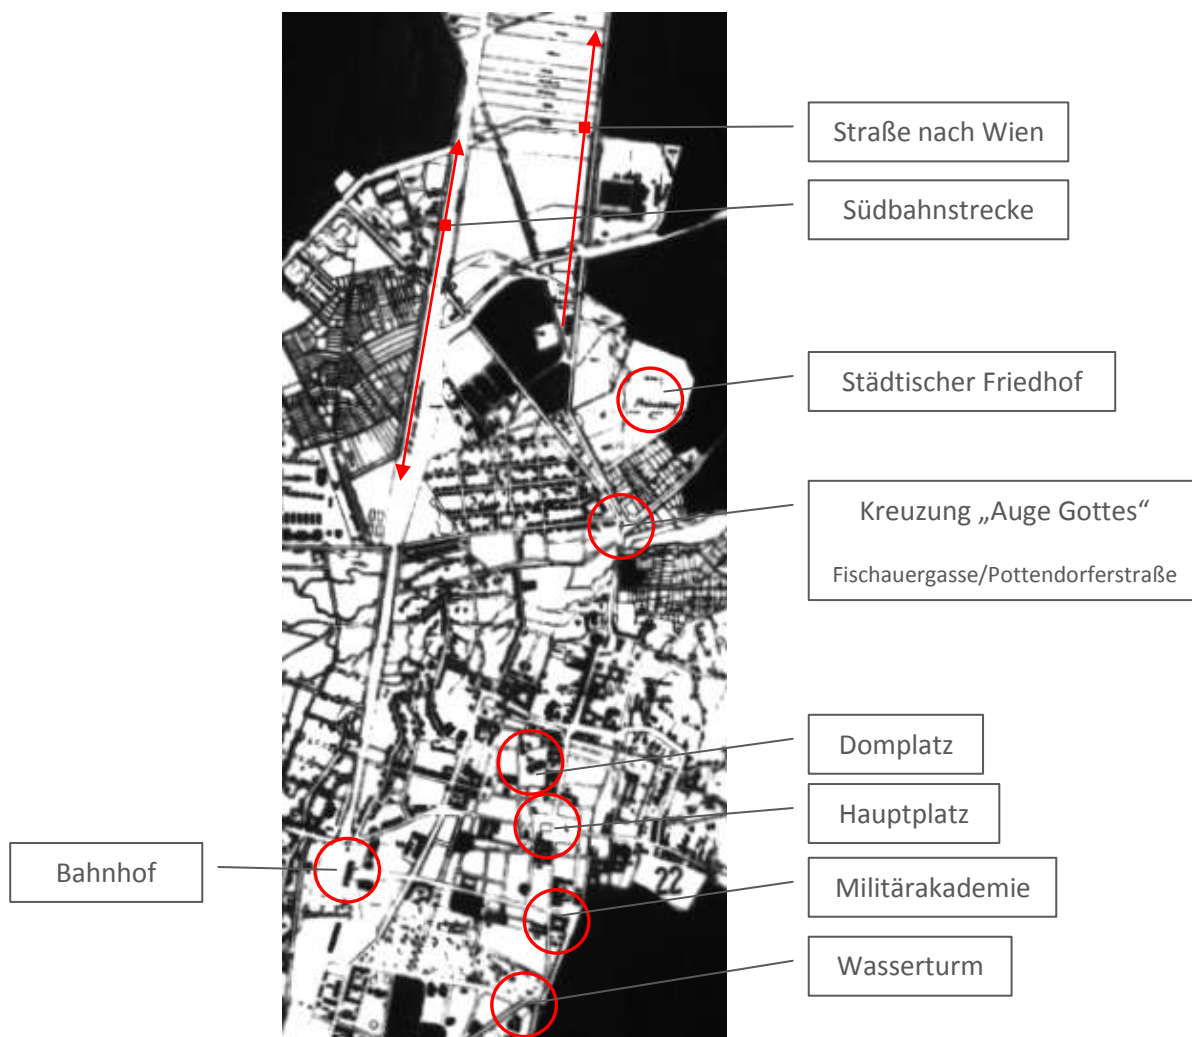 Straße nach Wien
Südbahnstrecke
Städtischer Friedhof
Kreuzung „Auge Gottes“
Fischauergasse/Pottendorferstraße
Domplatz
Hauptplatz
Bahnhof
22
Militärakademie
Wasserturm